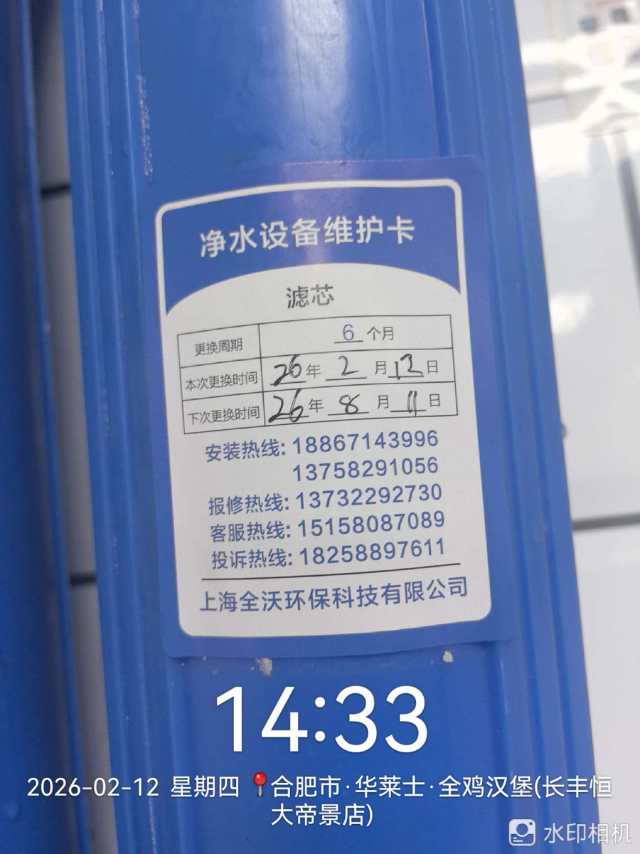 净水设备维护卡
滤芯
更换周期 6 个月
本次更换时间 26 年 2 月 12 日
下次更换时间 26 年 8 月 11 日
安装热线: 18867143996
13758291056
报修热线: 13732292730
客服热线: 15158087089
投诉热线: 18258897611
上海全沃环保科技有限公司
14:33
2026-02-12 星期四 📍合肥市·华莱士·全鸡汉堡(长丰恒
大帝景店)
水印相机